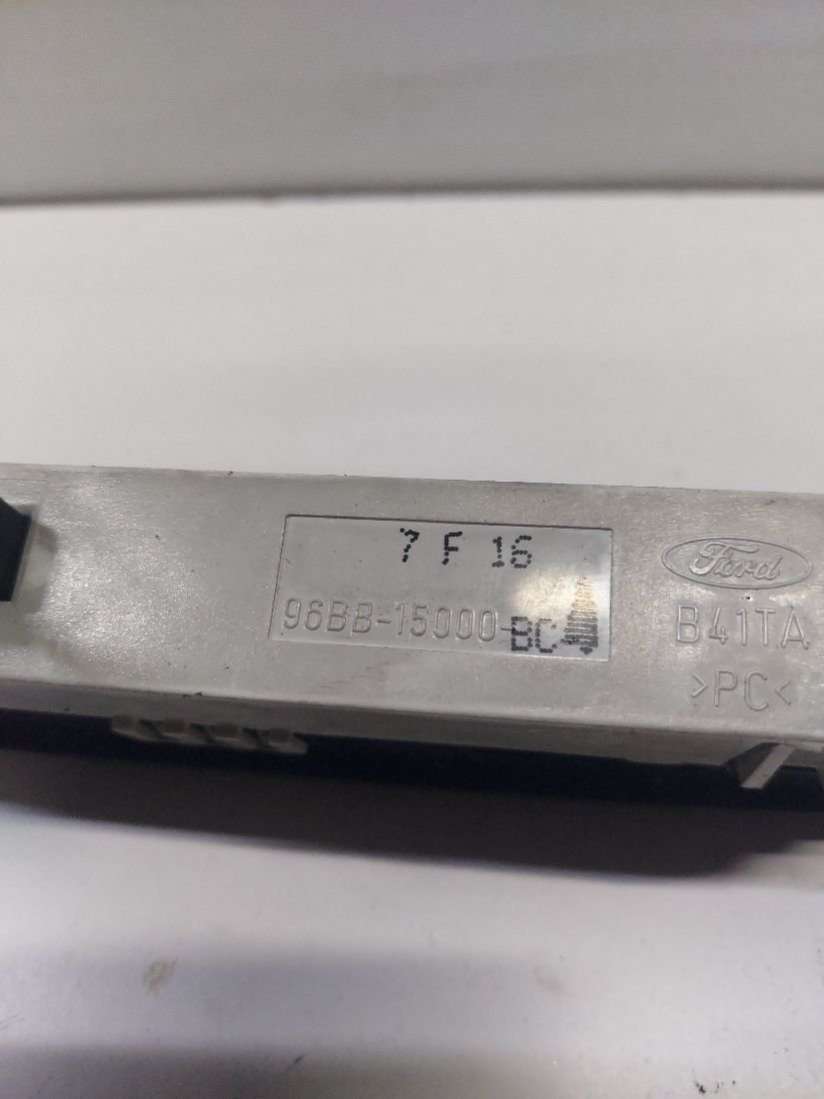 7 F 16
96BB-15000-BC
Ford
B41TA
>PC<